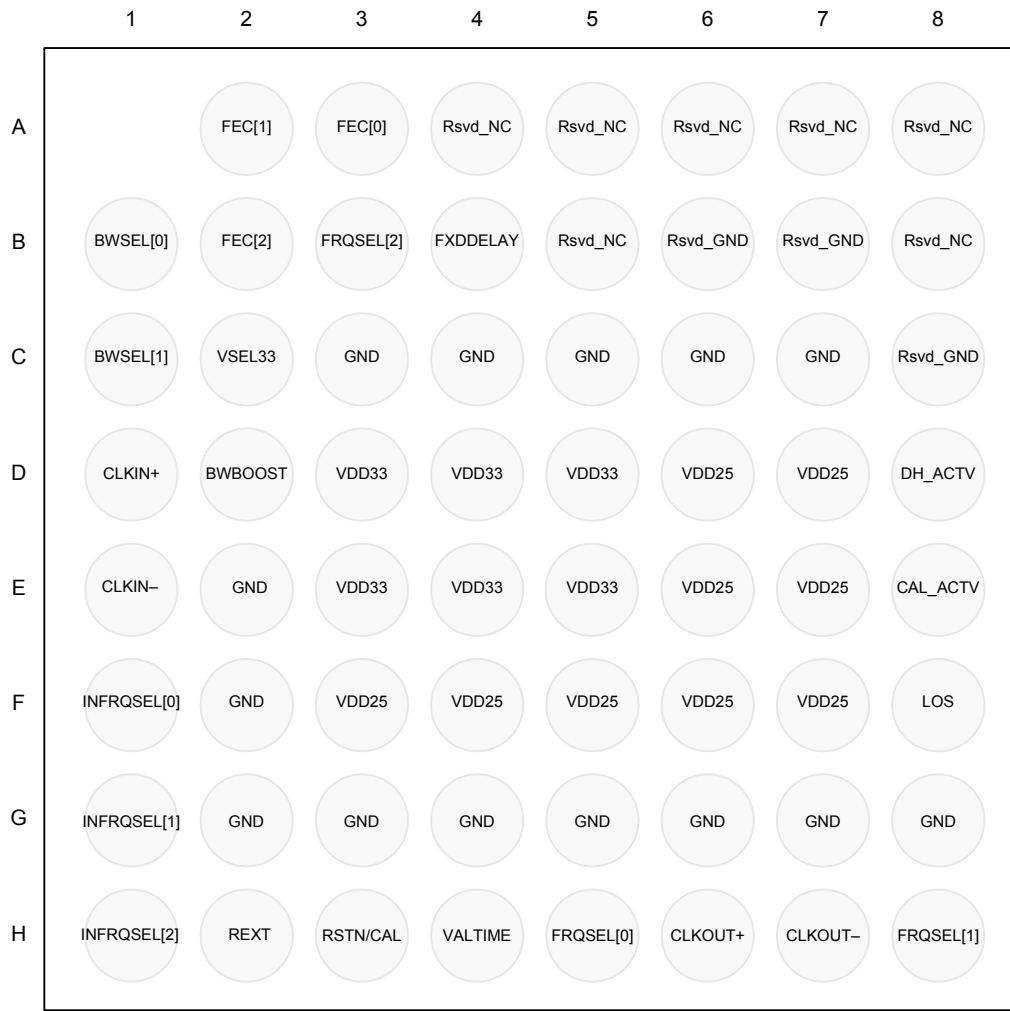 1 2 3 4 5 6 7 8
A FEC[1] FEC[0] Rsvd_NC Rsvd_NC Rsvd_NC Rsvd_NC Rsvd_NC
B BWSEL[0] FEC[2] FRQSEL[2] FXDDELAY Rsvd_NC Rsvd_GND Rsvd_GND Rsvd_NC
C BWSEL[1] VSEL33 GND GND GND GND GND Rsvd_GND
D CLKIN+ BWBOOST VDD33 VDD33 VDD33 VDD25 VDD25 DH_ACTV
E CLKIN– GND VDD33 VDD33 VDD33 VDD25 VDD25 CAL_ACTV
F INFRQSEL[0] GND VDD25 VDD25 VDD25 VDD25 VDD25 LOS
G INFRQSEL[1] GND GND GND GND GND GND GND
H INFRQSEL[2] REXT RSTN/CAL VALTIME FRQSEL[0] CLKOUT+ CLKOUT– FRQSEL[1]